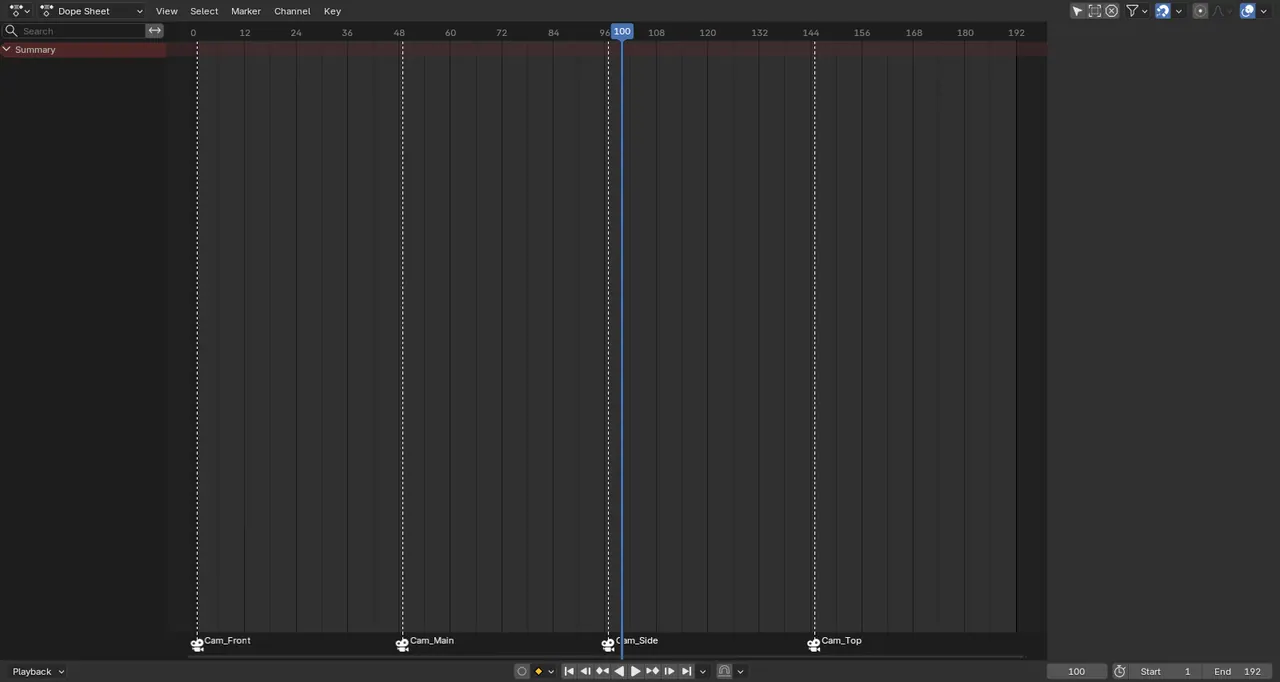 Dope Sheet View Select Marker Channel Key
Search 0 12 24 36 48 60 72 84 96 100 108 120 132 144 156 168 180 192
Summary
Cam_Front Cam_Main Cam_Side Cam_Top
Playback 100 Start 1 End 192